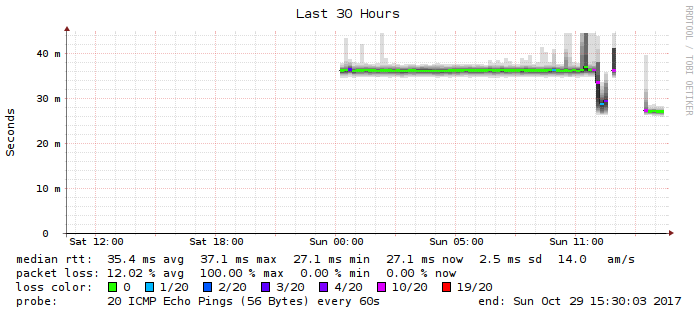 Last 30 Hours
RRDTOOL / TOBI OETIKER
Seconds
40 m
30 m
20 m
10 m
0
Sat 12:00 Sat 18:00 Sun 00:00 Sun 05:00 Sun 11:00
median rtt: 35.4 ms avg 37.1 ms max 27.1 ms min 27.1 ms now 2.5 ms sd 14.0 am/s
packet loss: 12.02 % avg 100.00 % max 0.00 % min 0.00 % now
loss color: 0 1/20 2/20 3/20 4/20 10/20 19/20
probe: 20 ICMP Echo Pings (56 Bytes) every 60s end: Sun Oct 29 15:30:03 2017